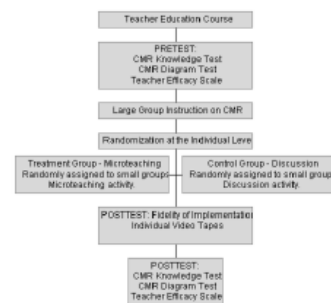 Teacher Education Course
PRETEST:
CMR Knowledge Test
CMR Diagram Test
Teacher Efficacy Scale
Large Group Instruction on CMR
Randomization at the Individual Level
Treatment Group - Microteaching
Randomly assigned to small groups
Microteaching activity.
Control Group - Discussion
Randomly assigned to small group
Discussion activity.
POSTTEST: Fidelity of Implementation
Individual Video Tapes
POSTTEST:
CMR Knowledge Test
CMR Diagram Test
Teacher Efficacy Scale